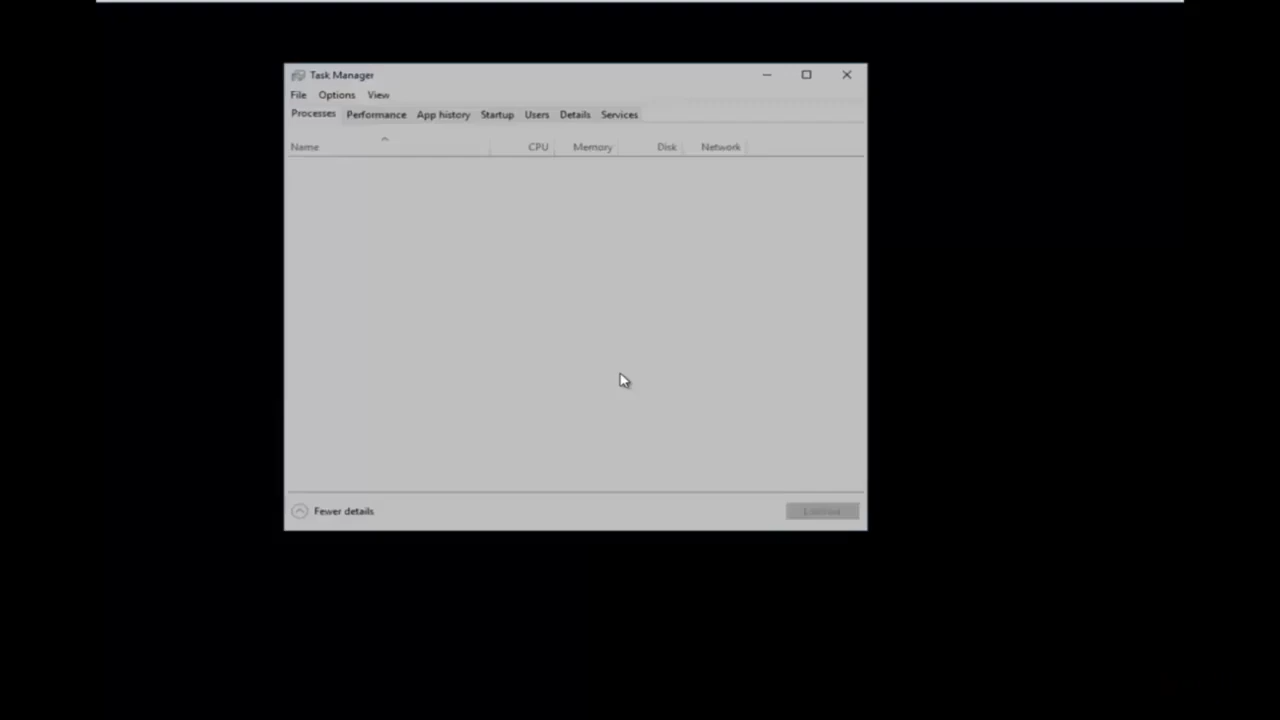 Task Manager
File Options View
Processes Performance App history Startup Users Details Services
Name CPU Memory Disk Network
Fewer details